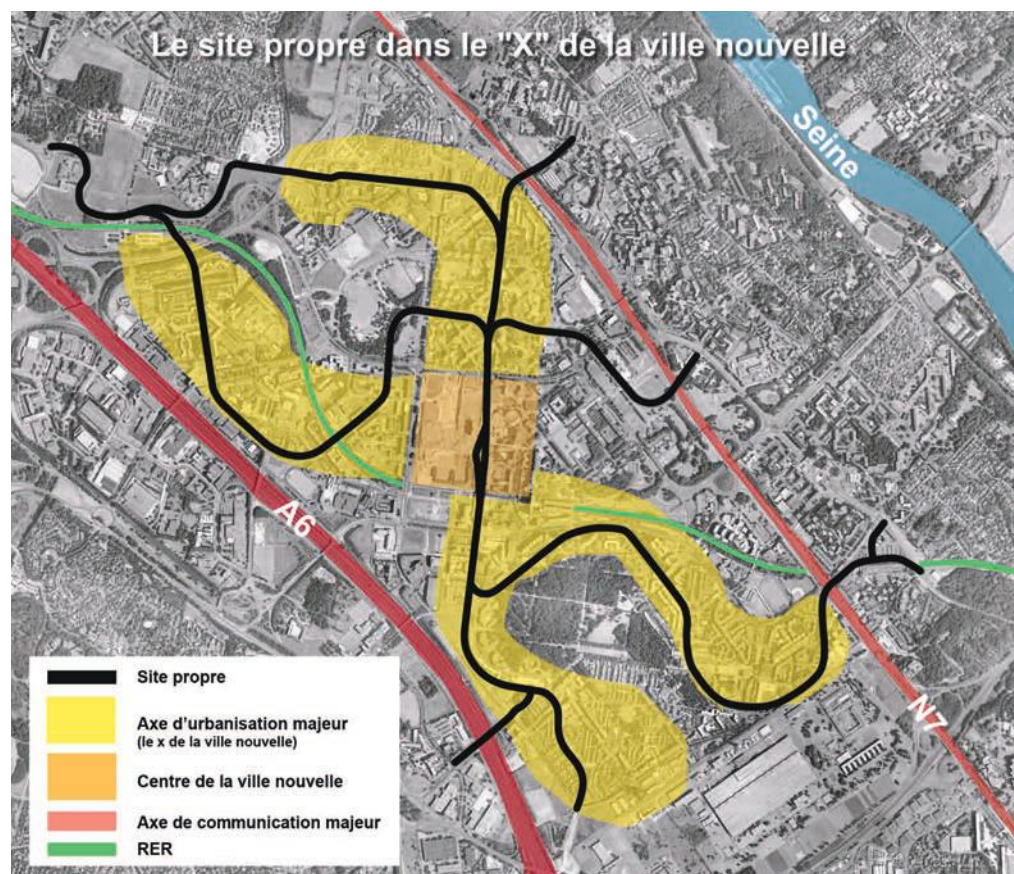 Le site propre dans le "X" de la ville nouvelle
Seine
A6
N7
Site propre
Axe d'urbanisation majeur
(le x de la ville nouvelle)
Centre de la ville nouvelle
Axe de communication majeur
RER